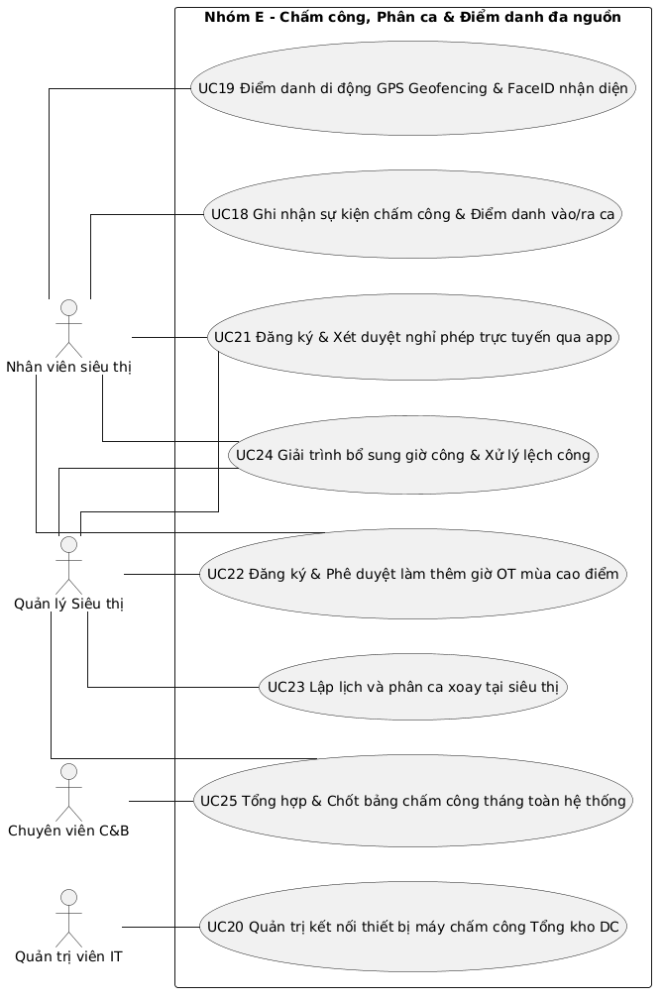 Nhóm E - Chấm công, Phân ca & Điểm danh đa nguồn
UC19 Điểm danh di động GPS Geofencing & FaceID nhận diện
UC18 Ghi nhận sự kiện chấm công & Điểm danh vào/ra ca
UC21 Đăng ký & Xét duyệt nghỉ phép trực tuyến qua app
Nhân viên siêu thị
UC24 Giải trình bổ sung giờ công & Xử lý lệch công
UC22 Đăng ký & Phê duyệt làm thêm giờ OT mùa cao điểm
Quản lý Siêu thị
UC23 Lập lịch và phân ca xoay tại siêu thị
UC25 Tổng hợp & Chốt bảng chấm công tháng toàn hệ thống
Chuyên viên C&B
UC20 Quản trị kết nối thiết bị máy chấm công Tổng kho DC
Quản trị viên IT